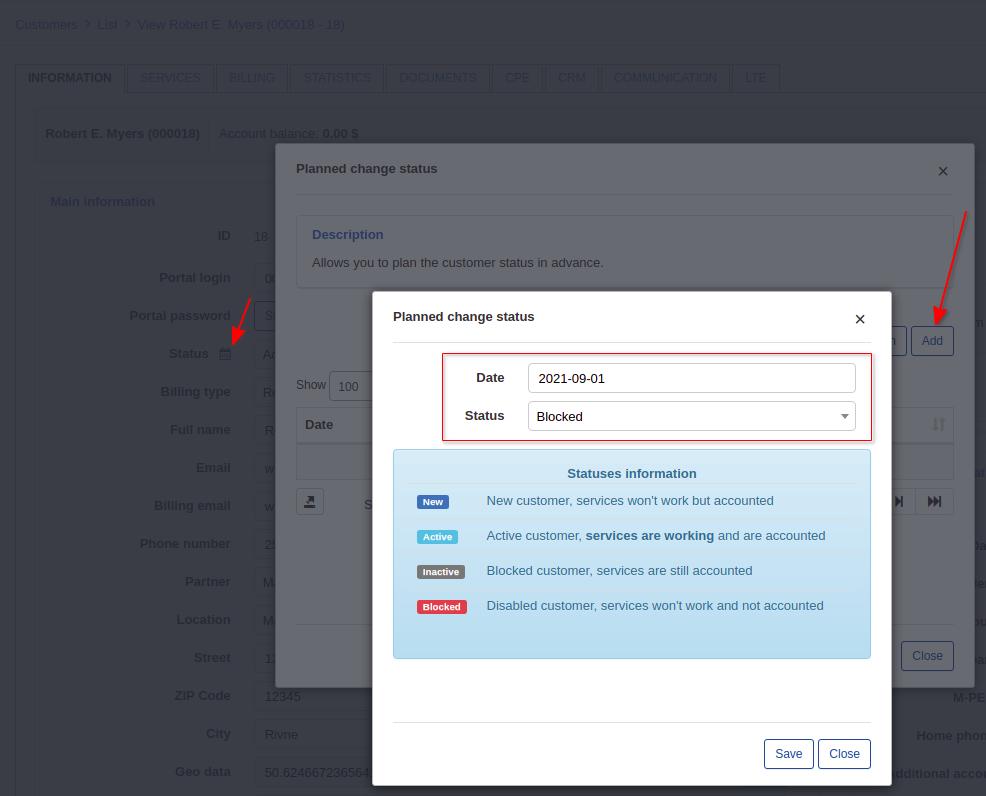 Customers > List > View Robert E. Myers (000018 - 18)
INFORMATION SERVICES BILLING STATISTICS DOCUMENTS CPE CRM COMMUNICATION LTE
Robert E. Myers (000018) Account balance: 0.00 $
Planned change status ×
Main information
Description
ID 18
Allows you to plan the customer status in advance.
Portal login
Portal password
Planned change status ×
Add
Status
Date 2021-09-01
Show 100
Billing type
Status Blocked
Date
Full name
Email
Statuses information
Billing email
New New customer, services won't work but accounted
Phone number
Active Active customer, services are working and are accounted
Partner
Inactive Blocked customer, services are still accounted
Location
Blocked Disabled customer, services won't work and not accounted
Street
Close
ZIP Code 12345
City Rivne
Home phon
Save Close
Geo data 50.624667236564,
dditional accou